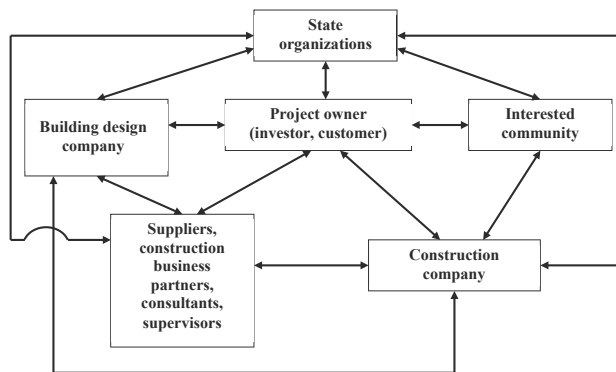 State
organizations
Building design
company
Project owner
(investor, customer)
Interested
community
Suppliers,
construction
business
partners,
consultants,
supervisors
Construction
company